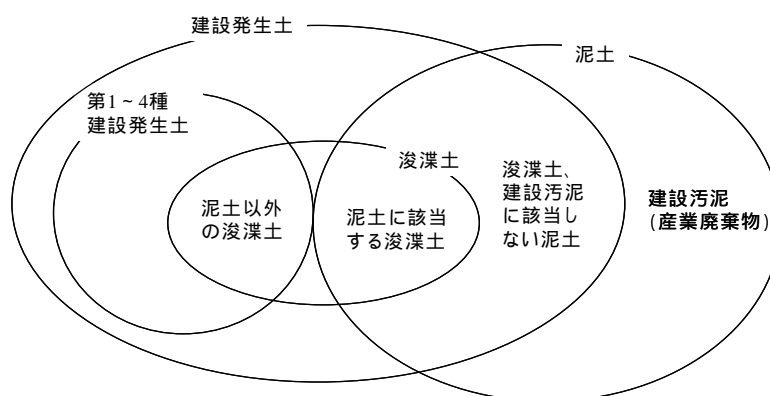 建設発生土
泥土
第1～4種
建設発生土
浚渫土
泥土以外
の浚渫土
泥土に該当
する浚渫土
浚渫土、
建設汚泥
に該当し
ない泥土
建設汚泥
(産業廃棄物)